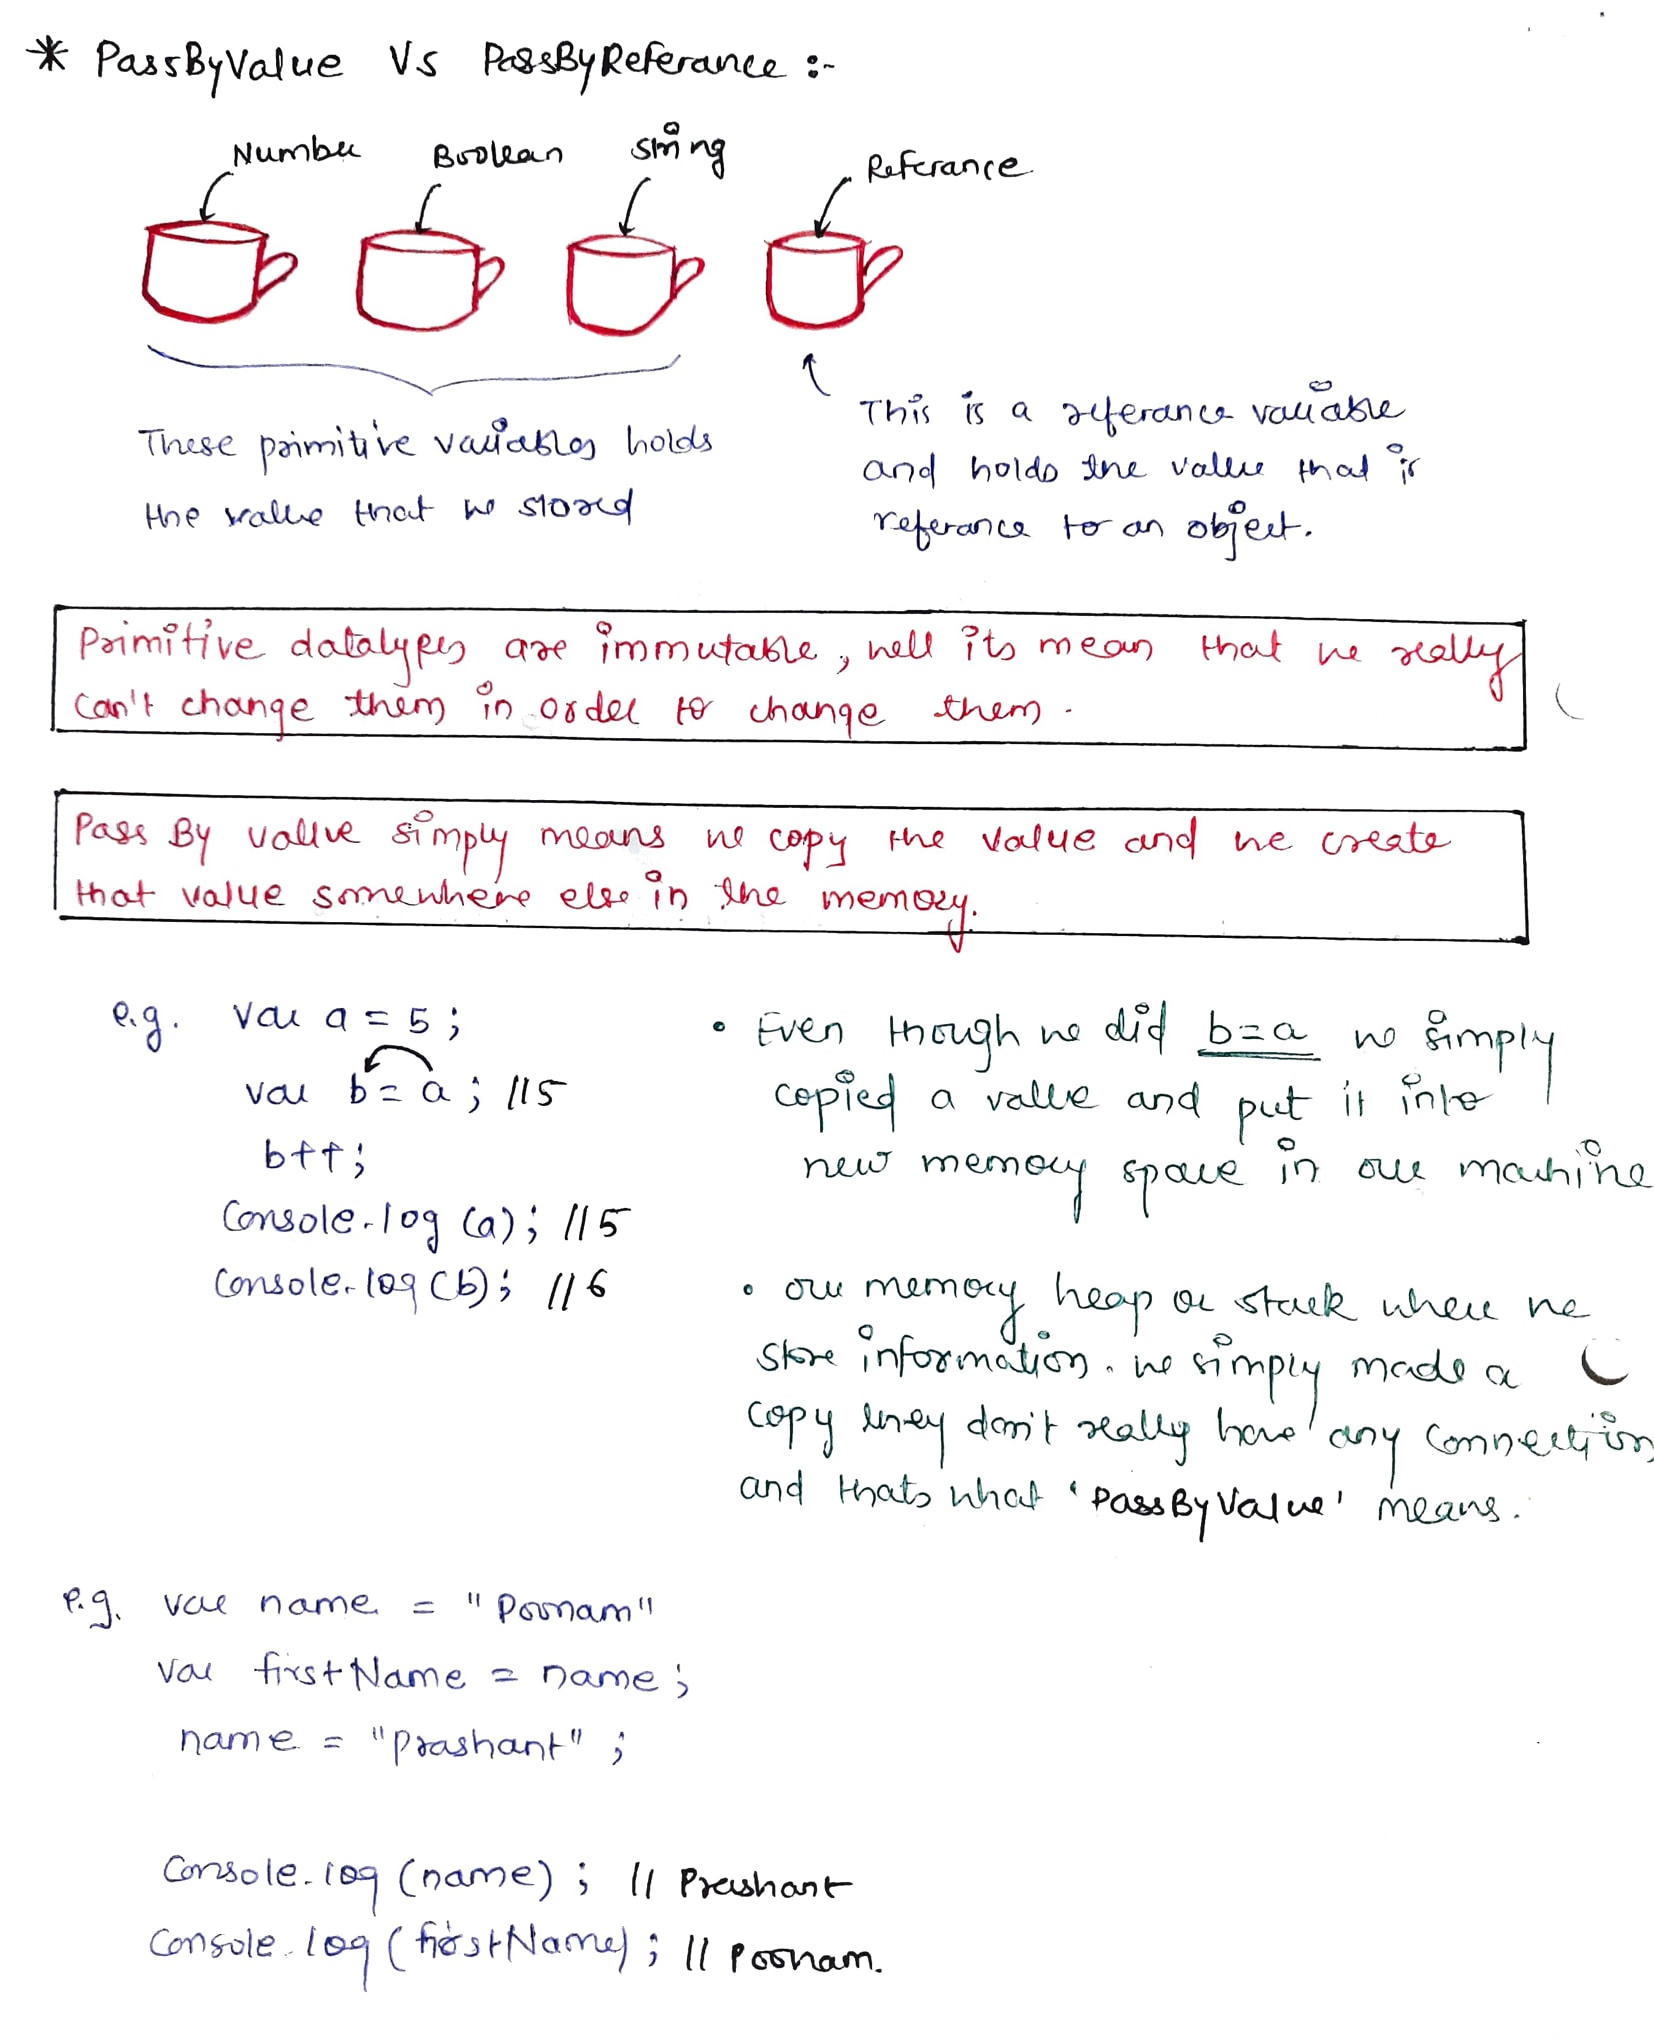 * PassByValue Vs PassByReferance :-
Number Boolean String Referance
These primitive variables holds
the value that we stored
This is a referance variable
and holds the value that is
referance to an object.
Primitive datatypes are immutable, well its mean that we really
can't change them in order to change them.
Pass By value simply means we copy the value and we create
that value somewhere else in the memory.
e.g. var a = 5 ;
var b = a ; //5
b++;
Console.log (a) ; //5
Console.log (b) ; //6
• Even though we did b=a we simply
copied a value and put it into
new memory space in our machine
• our memory heap or stack where we
store information. we simply made a
copy they don't really have any connection
and thats what 'PassByValue' means.
e.g. var name = "Poonam"
var firstName = name ;
name = "Prashant" ;
Console.log (name) ; // Prashant
Console.log (firstName) ; // Poonam.